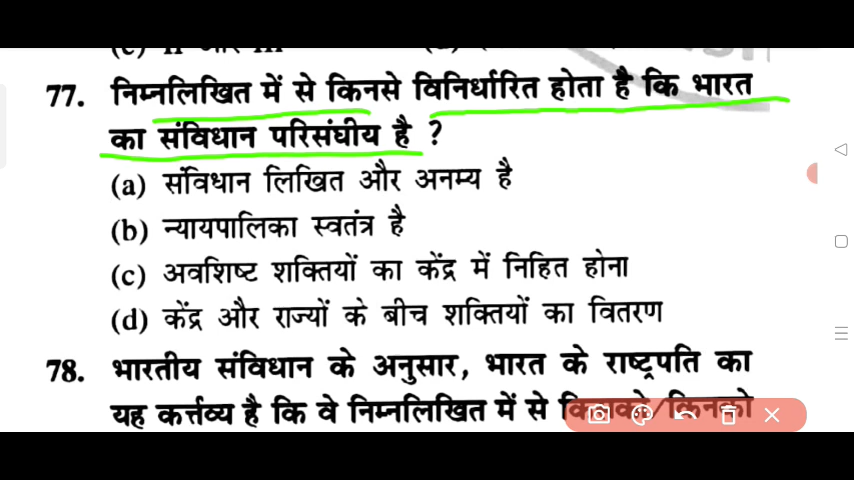 77. निम्नलिखित में से किनसे विनिर्धारित होता है कि भारत
का संविधान परिसंघीय है ?
(a) संविधान लिखित और अनम्य है
(b) न्यायपालिका स्वतंत्र है
(c) अवशिष्ट शक्तियों का केंद्र में निहित होना
(d) केंद्र और राज्यों के बीच शक्तियों का वितरण
78. भारतीय संविधान के अनुसार, भारत के राष्ट्रपति का
यह कर्त्तव्य है कि वे निम्नलिखित में से